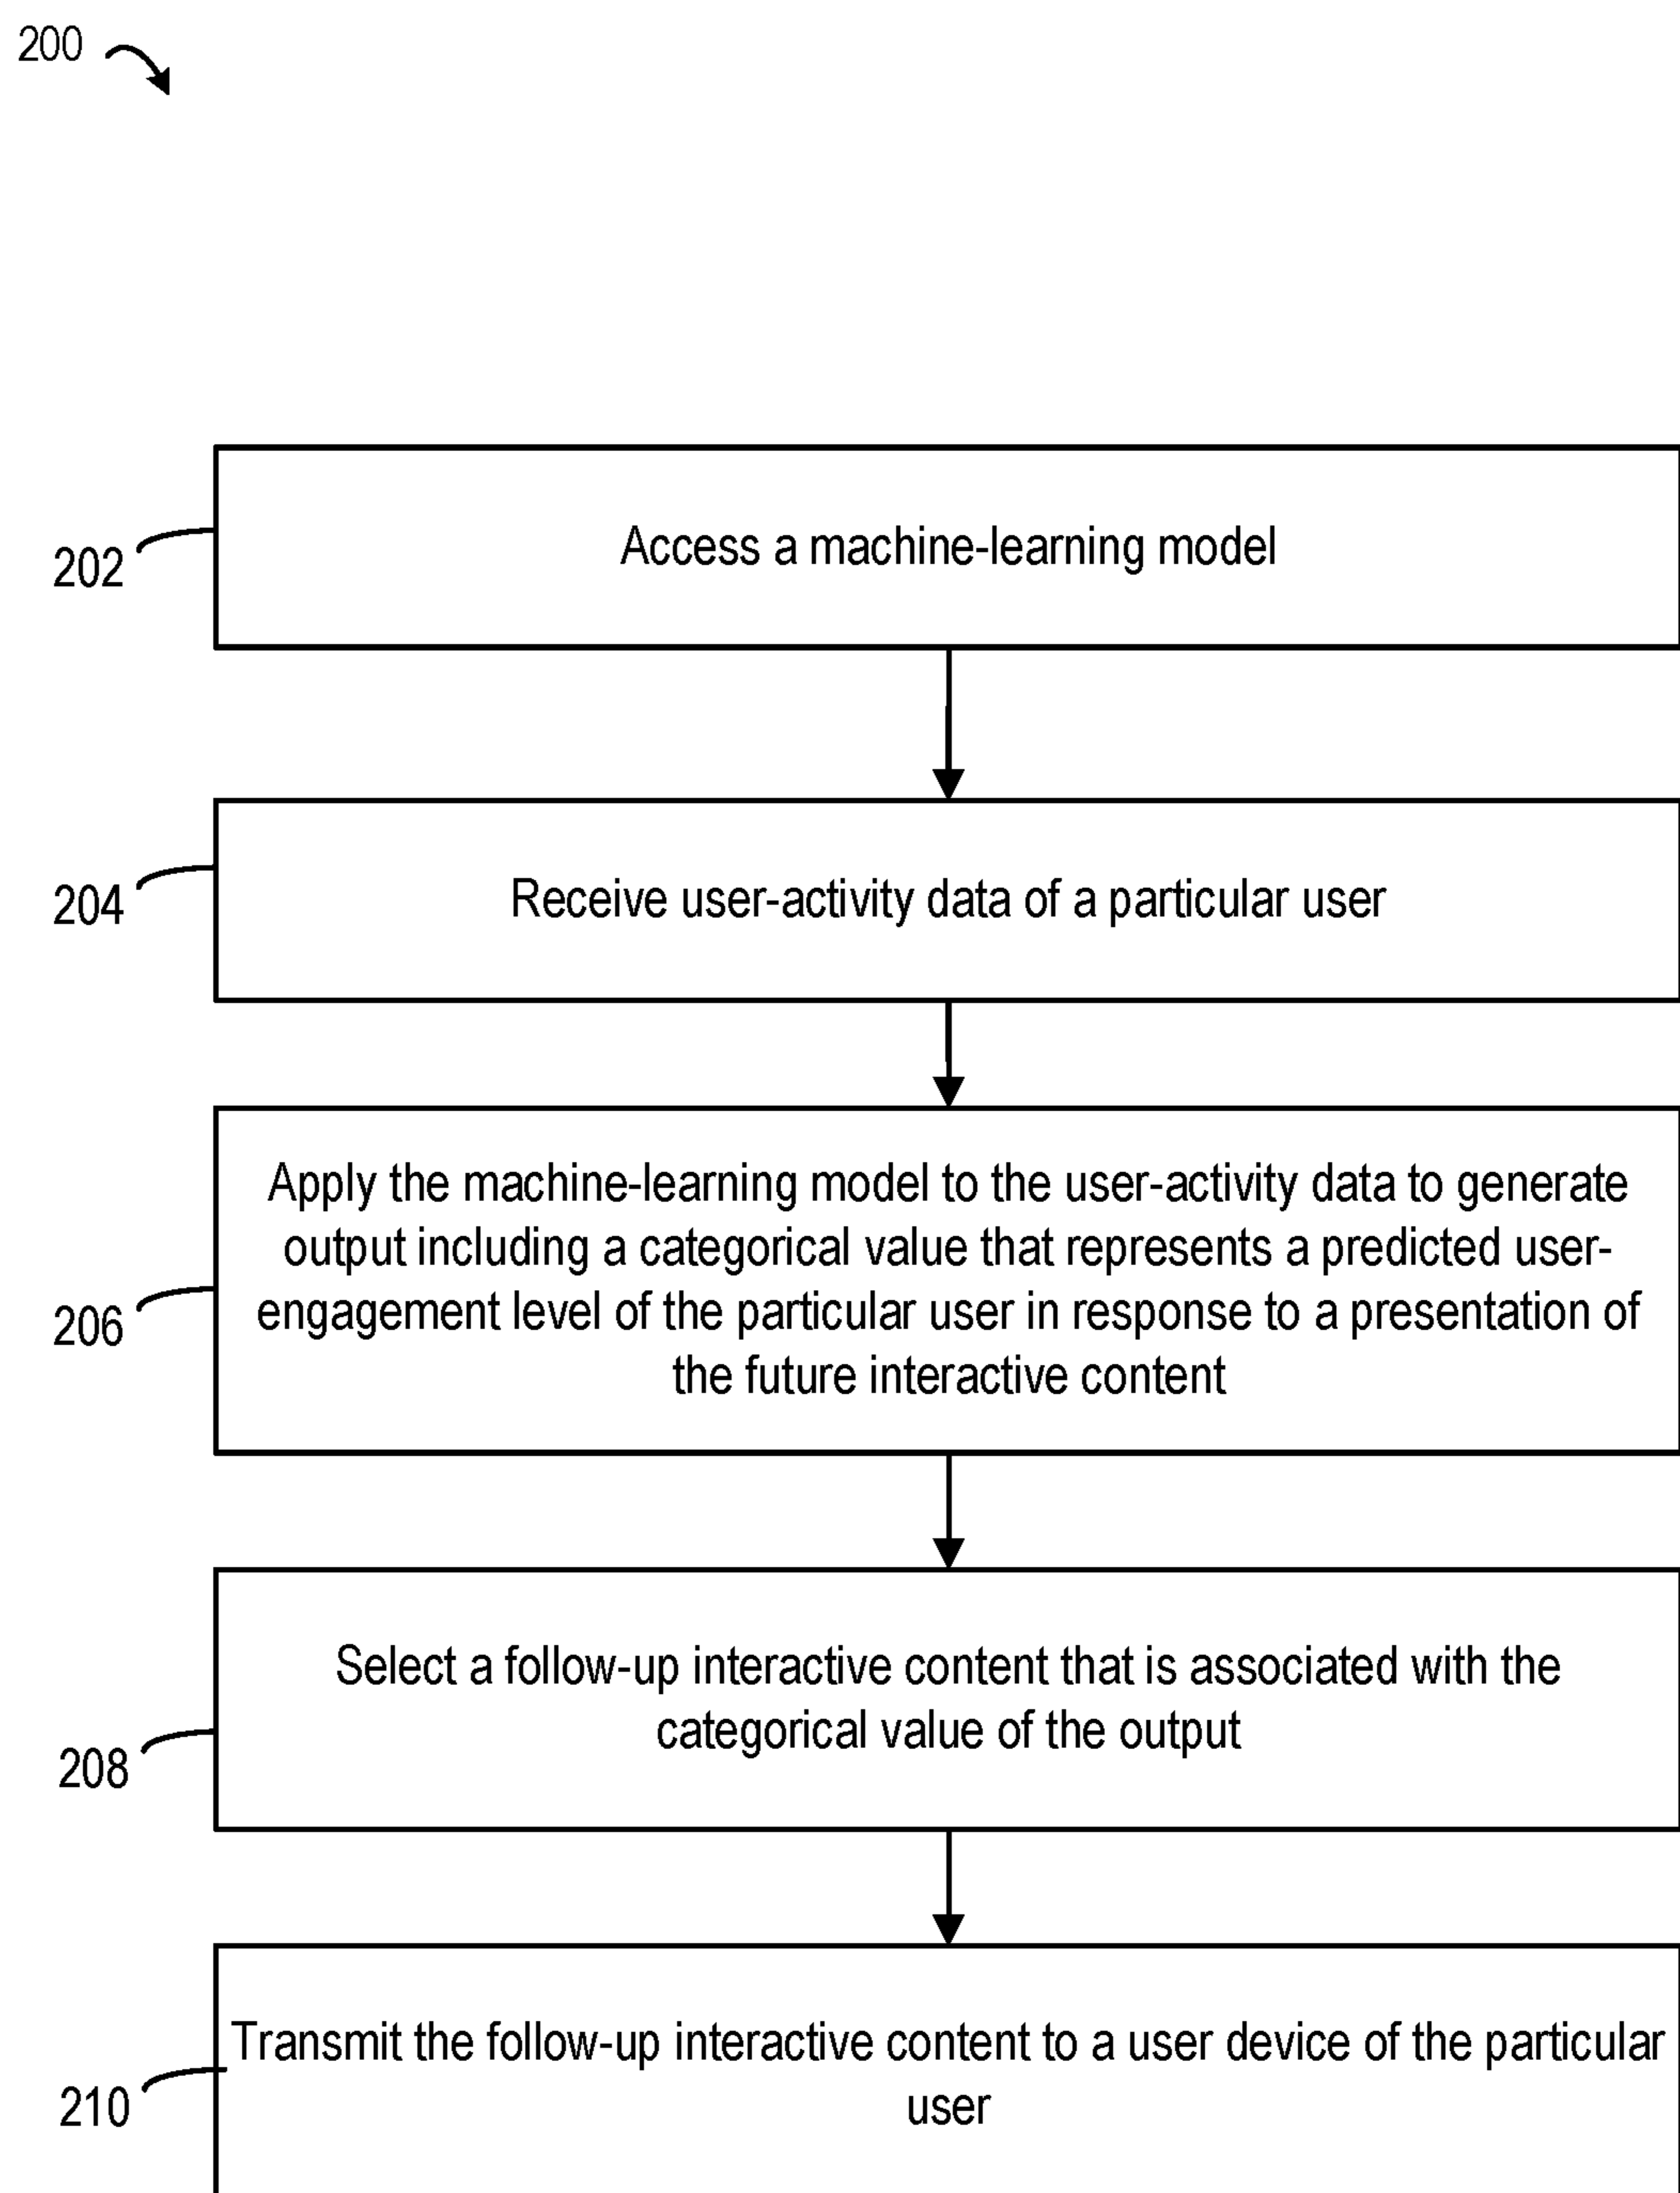 200
202
Access a machine-learning model
204
Receive user-activity data of a particular user
206
Apply the machine-learning model to the user-activity data to generate
output including a categorical value that represents a predicted user-
engagement level of the particular user in response to a presentation of
the future interactive content
208
Select a follow-up interactive content that is associated with the
categorical value of the output
210
Transmit the follow-up interactive content to a user device of the particular
user